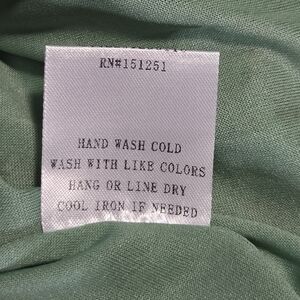 RN#151251
HAND WASH COLD
WASH WITH LIKE COLORS
HANG OR LINE DRY
COOL IRON IF NEEDED